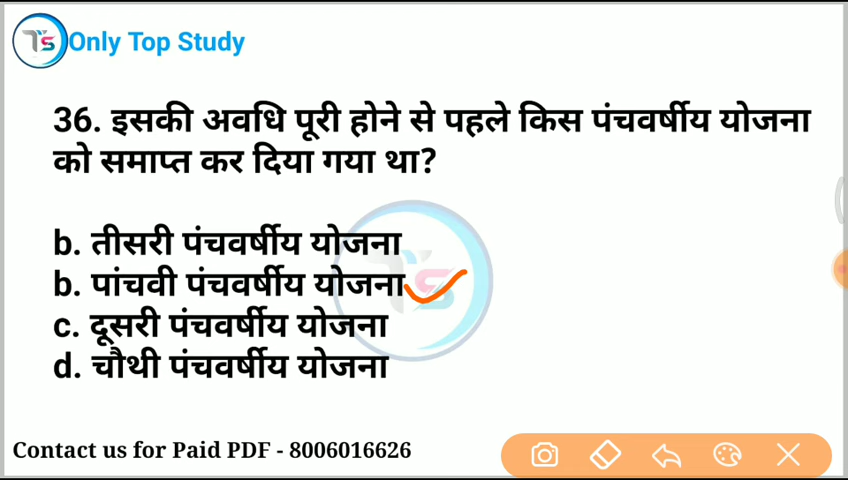 TS Only Top Study
36. इसकी अवधि पूरी होने से पहले किस पंचवर्षीय योजना
को समाप्त कर दिया गया था?
b. तीसरी पंचवर्षीय योजना
b. पांचवी पंचवर्षीय योजना
c. दूसरी पंचवर्षीय योजना
d. चौथी पंचवर्षीय योजना
Contact us for Paid PDF - 8006016626